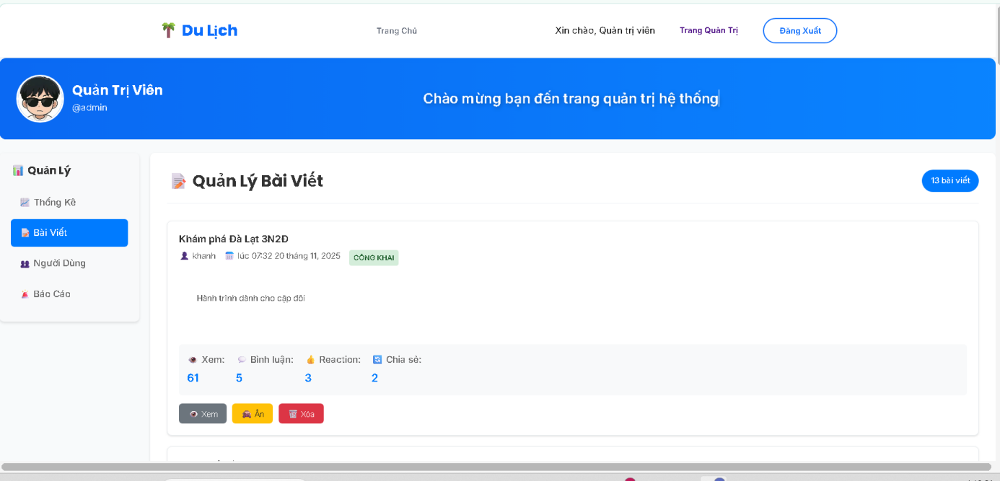 Du Lịch
Trang Chủ
Xin chào, Quản trị viên
Trang Quản Trị
Đăng Xuất
Quản Trị Viên
@admin
Chào mừng bạn đến trang quản trị hệ thống
Quản Lý
Thống Kê
Bài Viết
Người Dùng
Báo Cáo
Quản Lý Bài Viết
13 bài viết
Khám phá Đà Lạt 3N2Đ
khanh lúc 07:32 20 tháng 11, 2025 CÔNG KHAI
Hành trình dành cho cặp đôi
Xem: Bình luận: Reaction: Chia sẻ:
61 5 3 2
Xem Ẩn Xóa